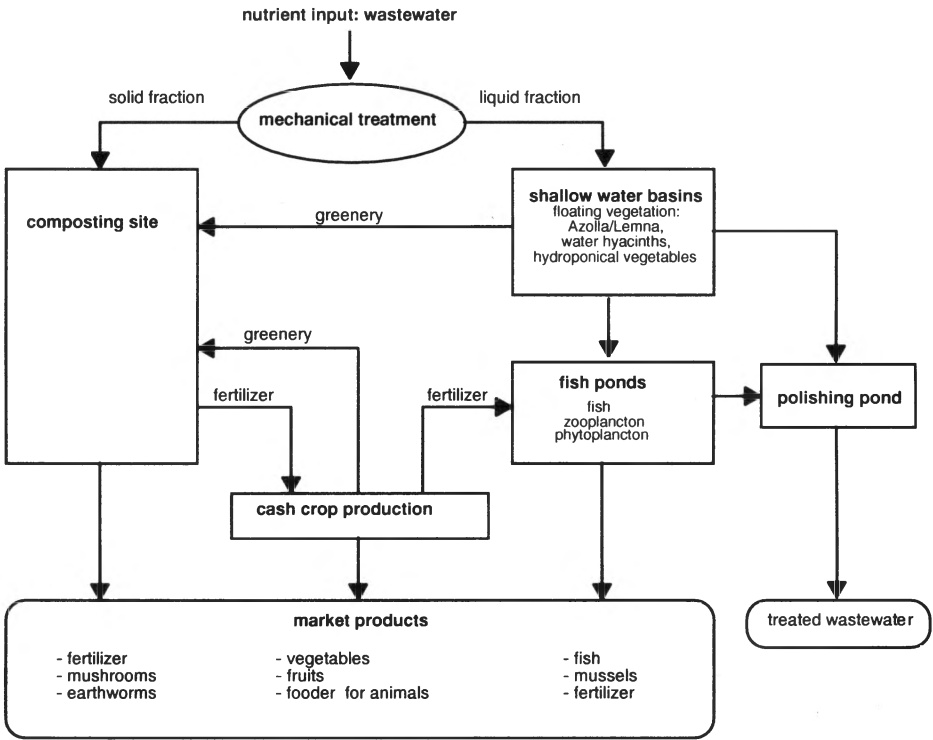 nutrient input: wastewater
solid fraction
liquid fraction
mechanical treatment
composting site
greenery
shallow water basins
floating vegetation:
Azolla/Lemna,
water hyacinths,
hydroponical vegetables
greenery
fertilizer
fertilizer
fish ponds
fish
zooplancton
phytoplancton
polishing pond
cash crop production
market products
- fertilizer
- mushrooms
- earthworms
- vegetables
- fruits
- fooder for animals
- fish
- mussels
- fertilizer
treated wastewater